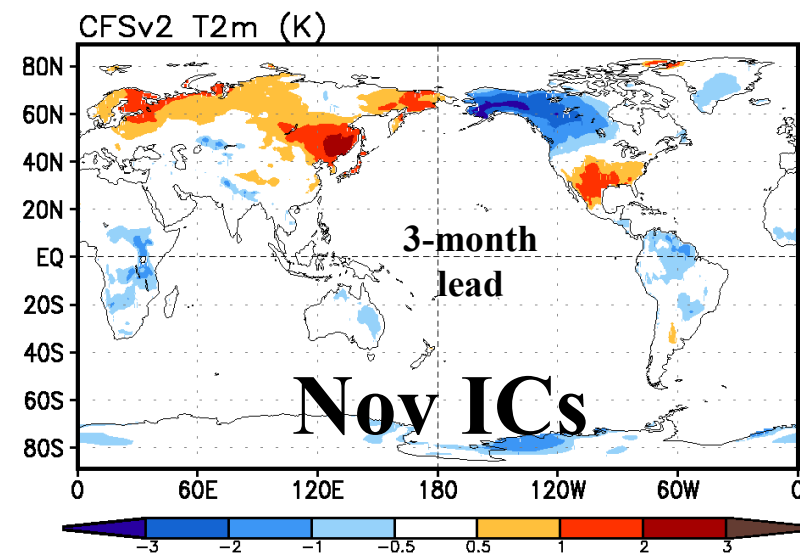 CFSv2 T2m (K)
80N
60N
40N
20N
EQ
20S
40S
60S
80S
3-month
lead
Nov ICs
0 60E 120E 180 120W 60W 0
-3 -2 -1 -0.5 0.5 1 2 3